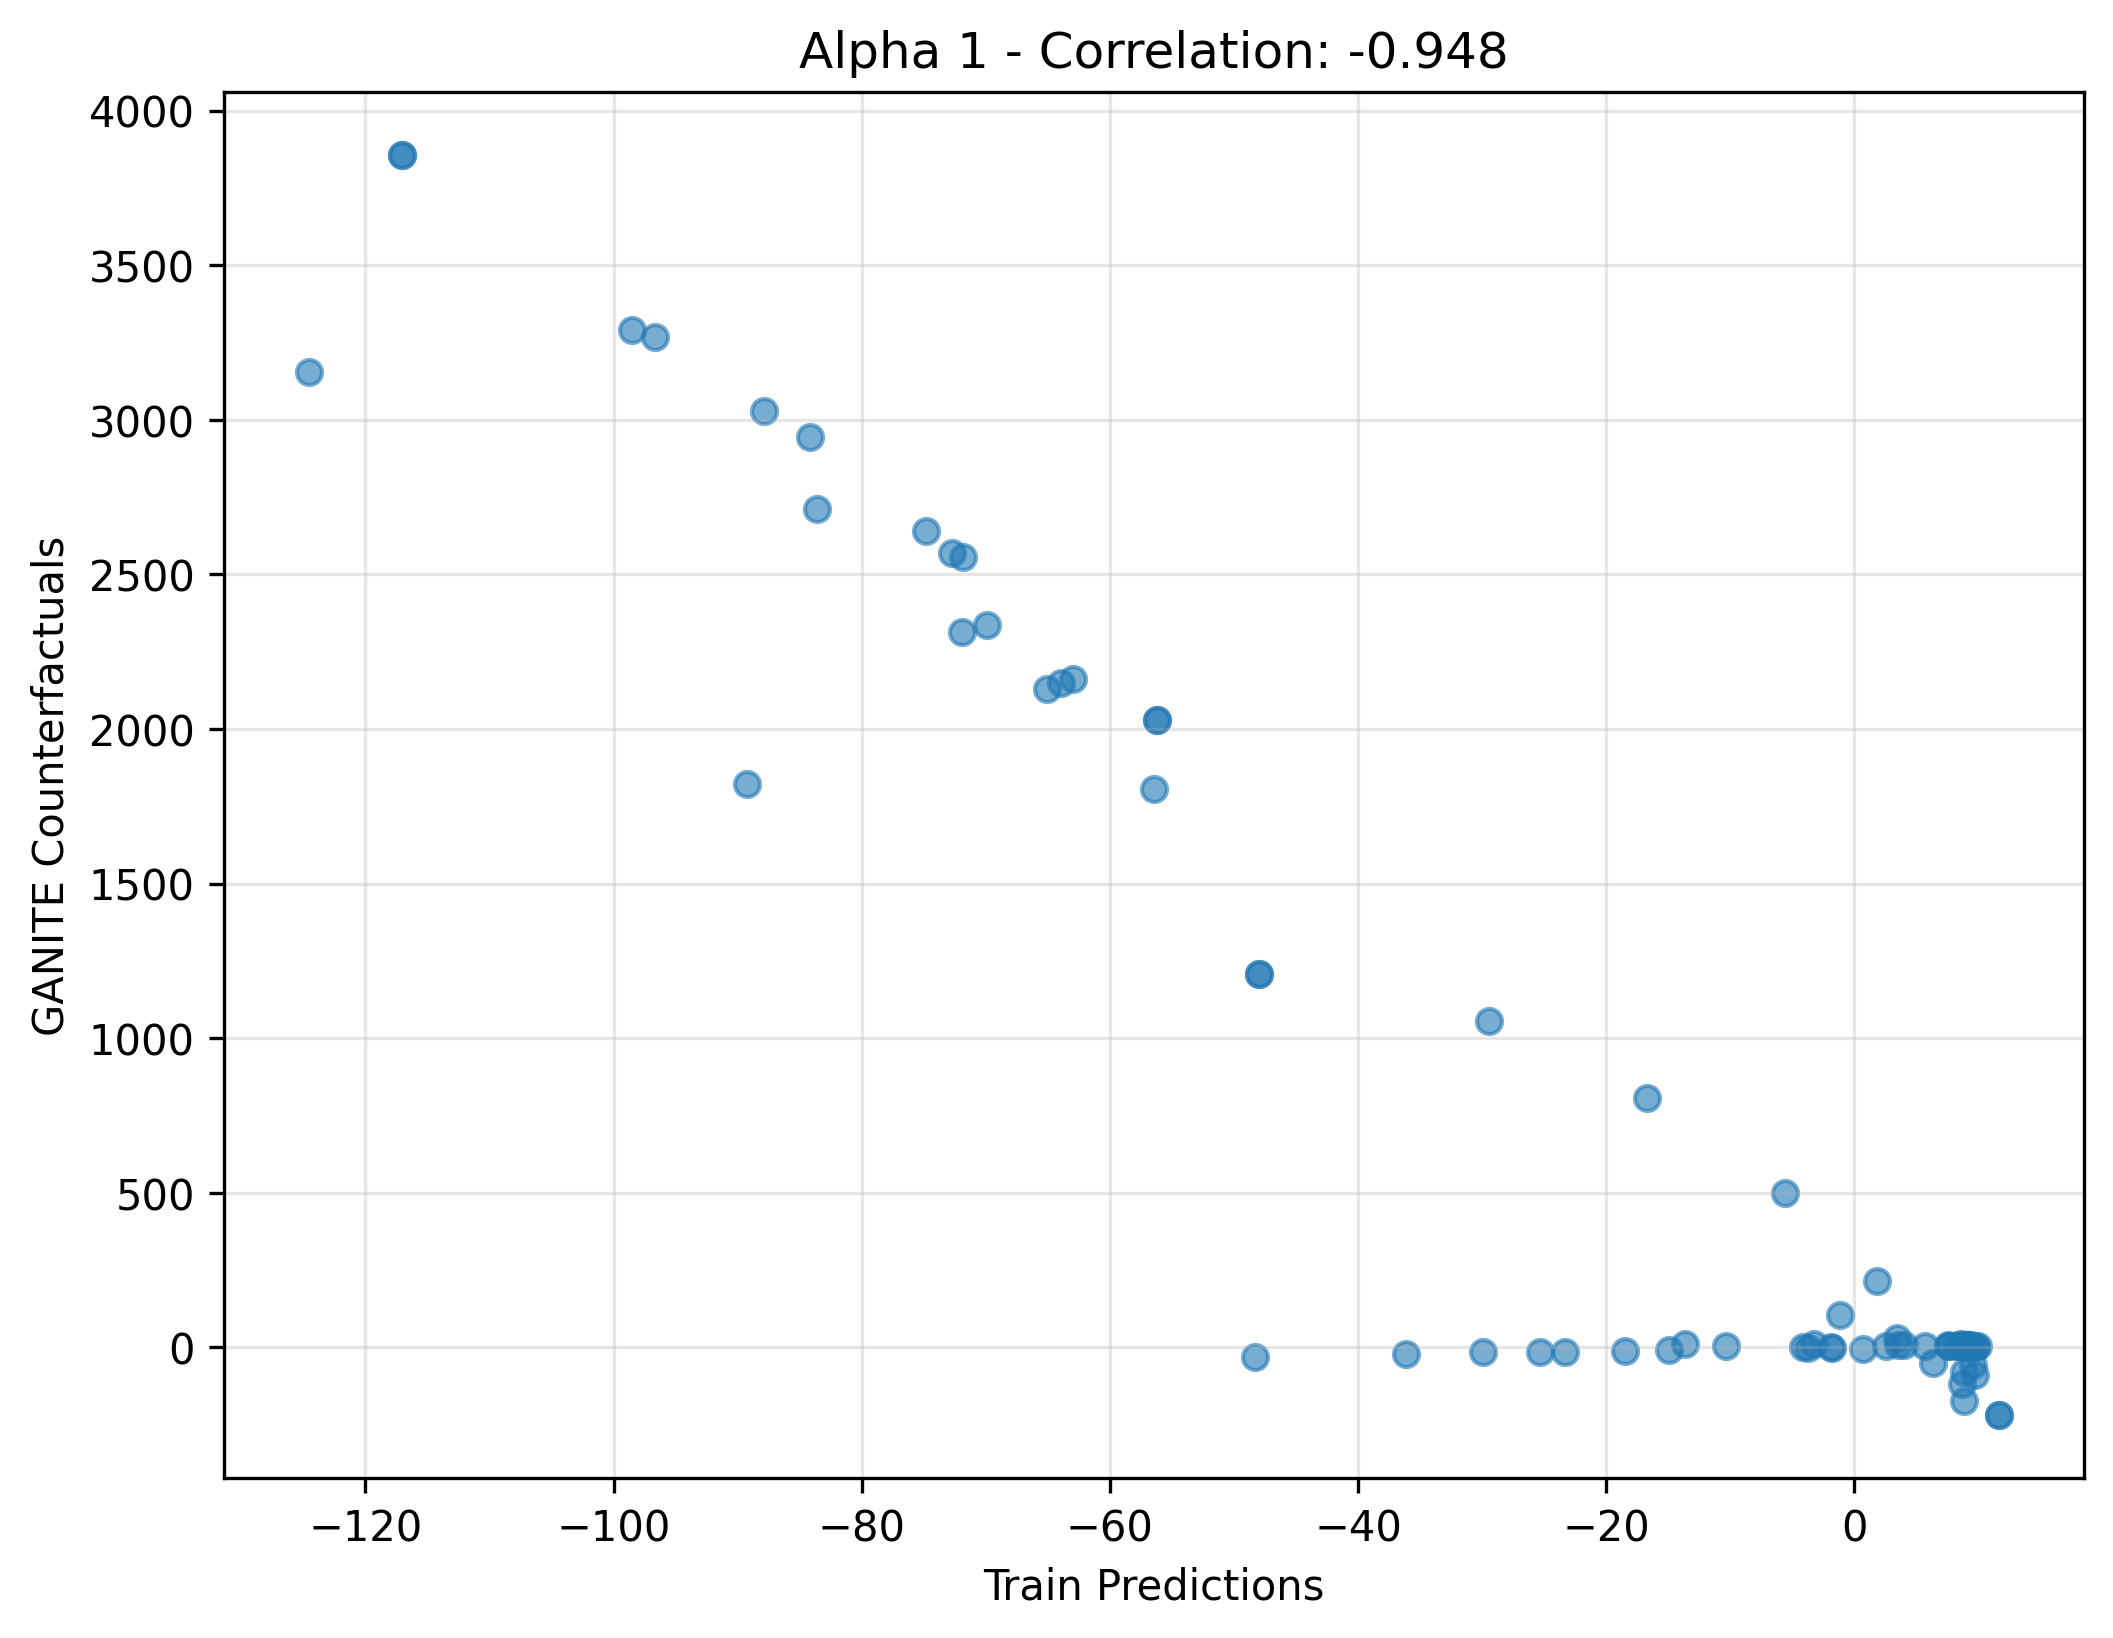 Alpha 1 - Correlation: -0.948
4000
3500
3000
2500
2000
1500
1000
500
0
GANITE Counterfactuals
−120 −100 −80 −60 −40 −20 0
Train Predictions